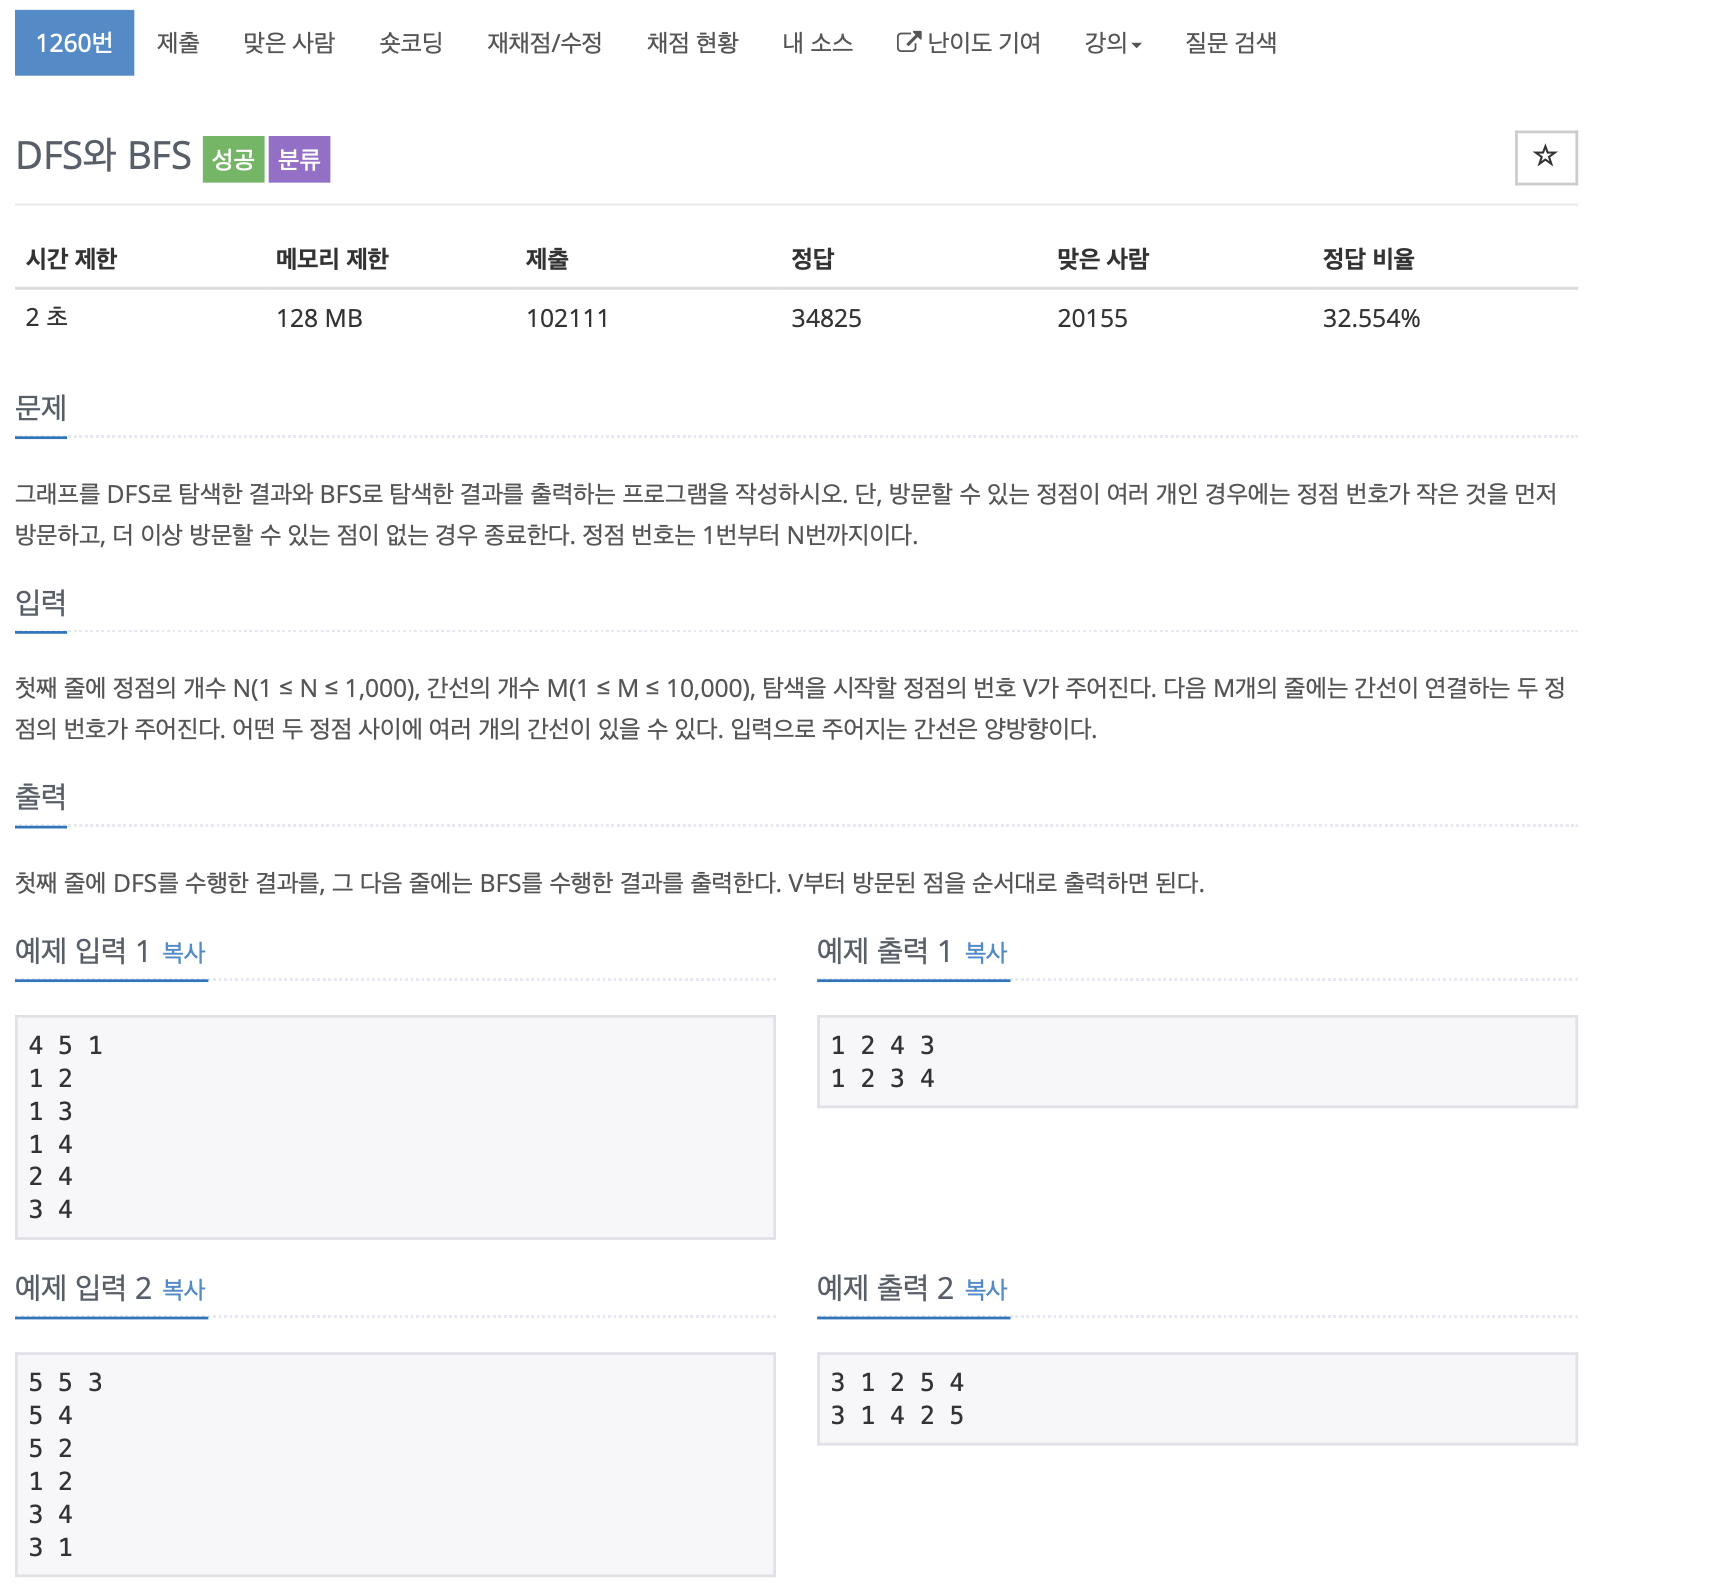 1260번 제출 맞은 사람 숏코딩 재채점/수정 채점 현황 내 소스 난이도 기여 강의 질문 검색
DFS와 BFS 성공 분류
시간 제한 메모리 제한 제출 정답 맞은 사람 정답 비율
2 초 128 MB 102111 34825 20155 32.554%
문제
그래프를 DFS로 탐색한 결과와 BFS로 탐색한 결과를 출력하는 프로그램을 작성하시오. 단, 방문할 수 있는 정점이 여러 개인 경우에는 정점 번호가 작은 것을 먼저
방문하고, 더 이상 방문할 수 있는 점이 없는 경우 종료한다. 정점 번호는 1번부터 N번까지이다.
입력
첫째 줄에 정점의 개수 N(1 ≤ N ≤ 1,000), 간선의 개수 M(1 ≤ M ≤ 10,000), 탐색을 시작할 정점의 번호 V가 주어진다. 다음 M개의 줄에는 간선이 연결하는 두 정
점의 번호가 주어진다. 어떤 두 정점 사이에 여러 개의 간선이 있을 수 있다. 입력으로 주어지는 간선은 양방향이다.
출력
첫째 줄에 DFS를 수행한 결과를, 그 다음 줄에는 BFS를 수행한 결과를 출력한다. V부터 방문된 점을 순서대로 출력하면 된다.
예제 입력 1 복사
4 5 1
1 2
1 3
1 4
2 4
3 4
예제 출력 1 복사
1 2 4 3
1 2 3 4
예제 입력 2 복사
5 5 3
5 4
5 2
1 2
3 4
3 1
예제 출력 2 복사
3 1 2 5 4
3 1 4 2 5